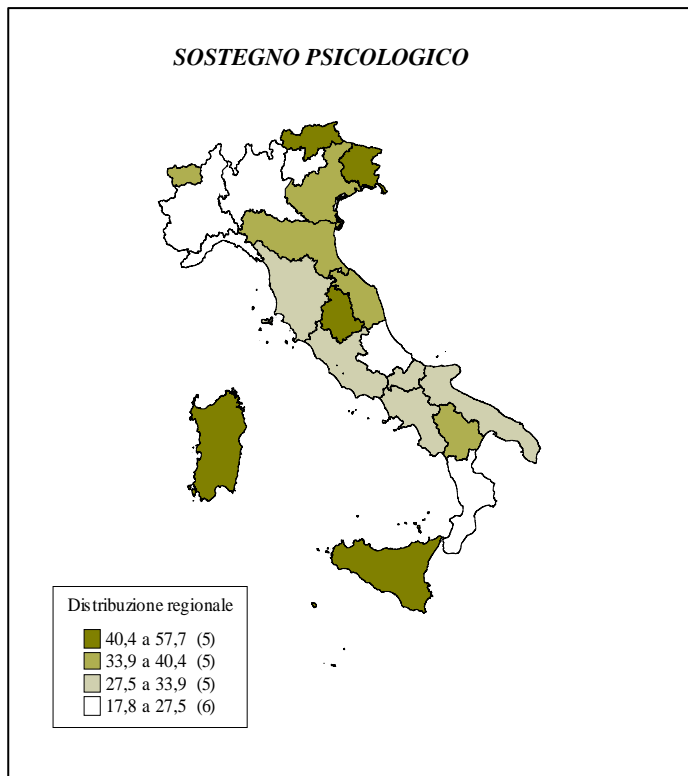 SOSTEGNO PSICOLOGICO
Distribuzione regionale
40,4 a 57,7 (5)
33,9 a 40,4 (5)
27,5 a 33,9 (5)
17,8 a 27,5 (6)